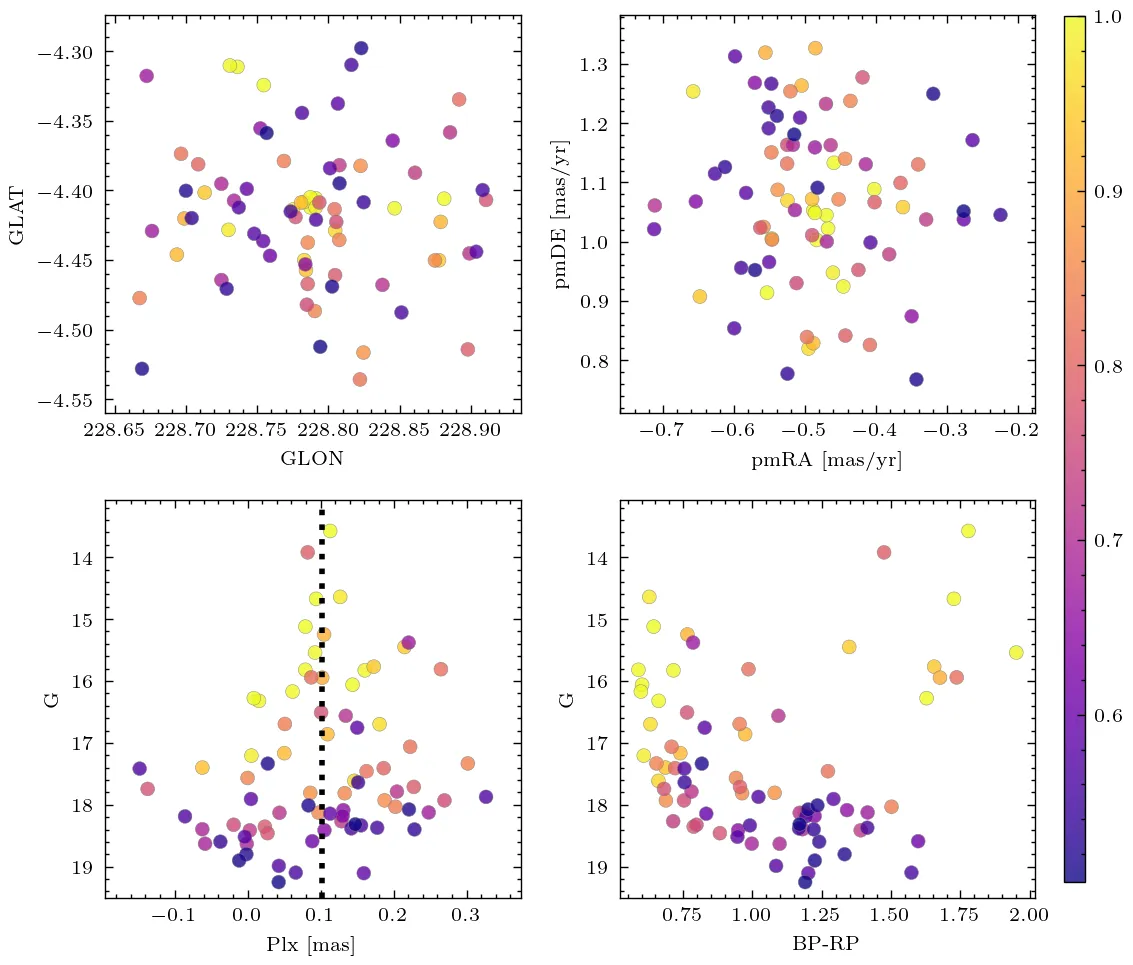 −4.30
−4.35
−4.40
−4.45
−4.50
−4.55
GLAT
228.65 228.70 228.75 228.80 228.85 228.90
GLON
1.3
1.2
1.1
1.0
0.9
0.8
pmDE [mas/yr]
−0.7 −0.6 −0.5 −0.4 −0.3 −0.2
pmRA [mas/yr]
1.0
0.9
0.8
0.7
0.6
14
15
16
17
18
19
G
−0.1 0.0 0.1 0.2 0.3
Plx [mas]
14
15
16
17
18
19
G
0.75 1.00 1.25 1.50 1.75 2.00
BP-RP